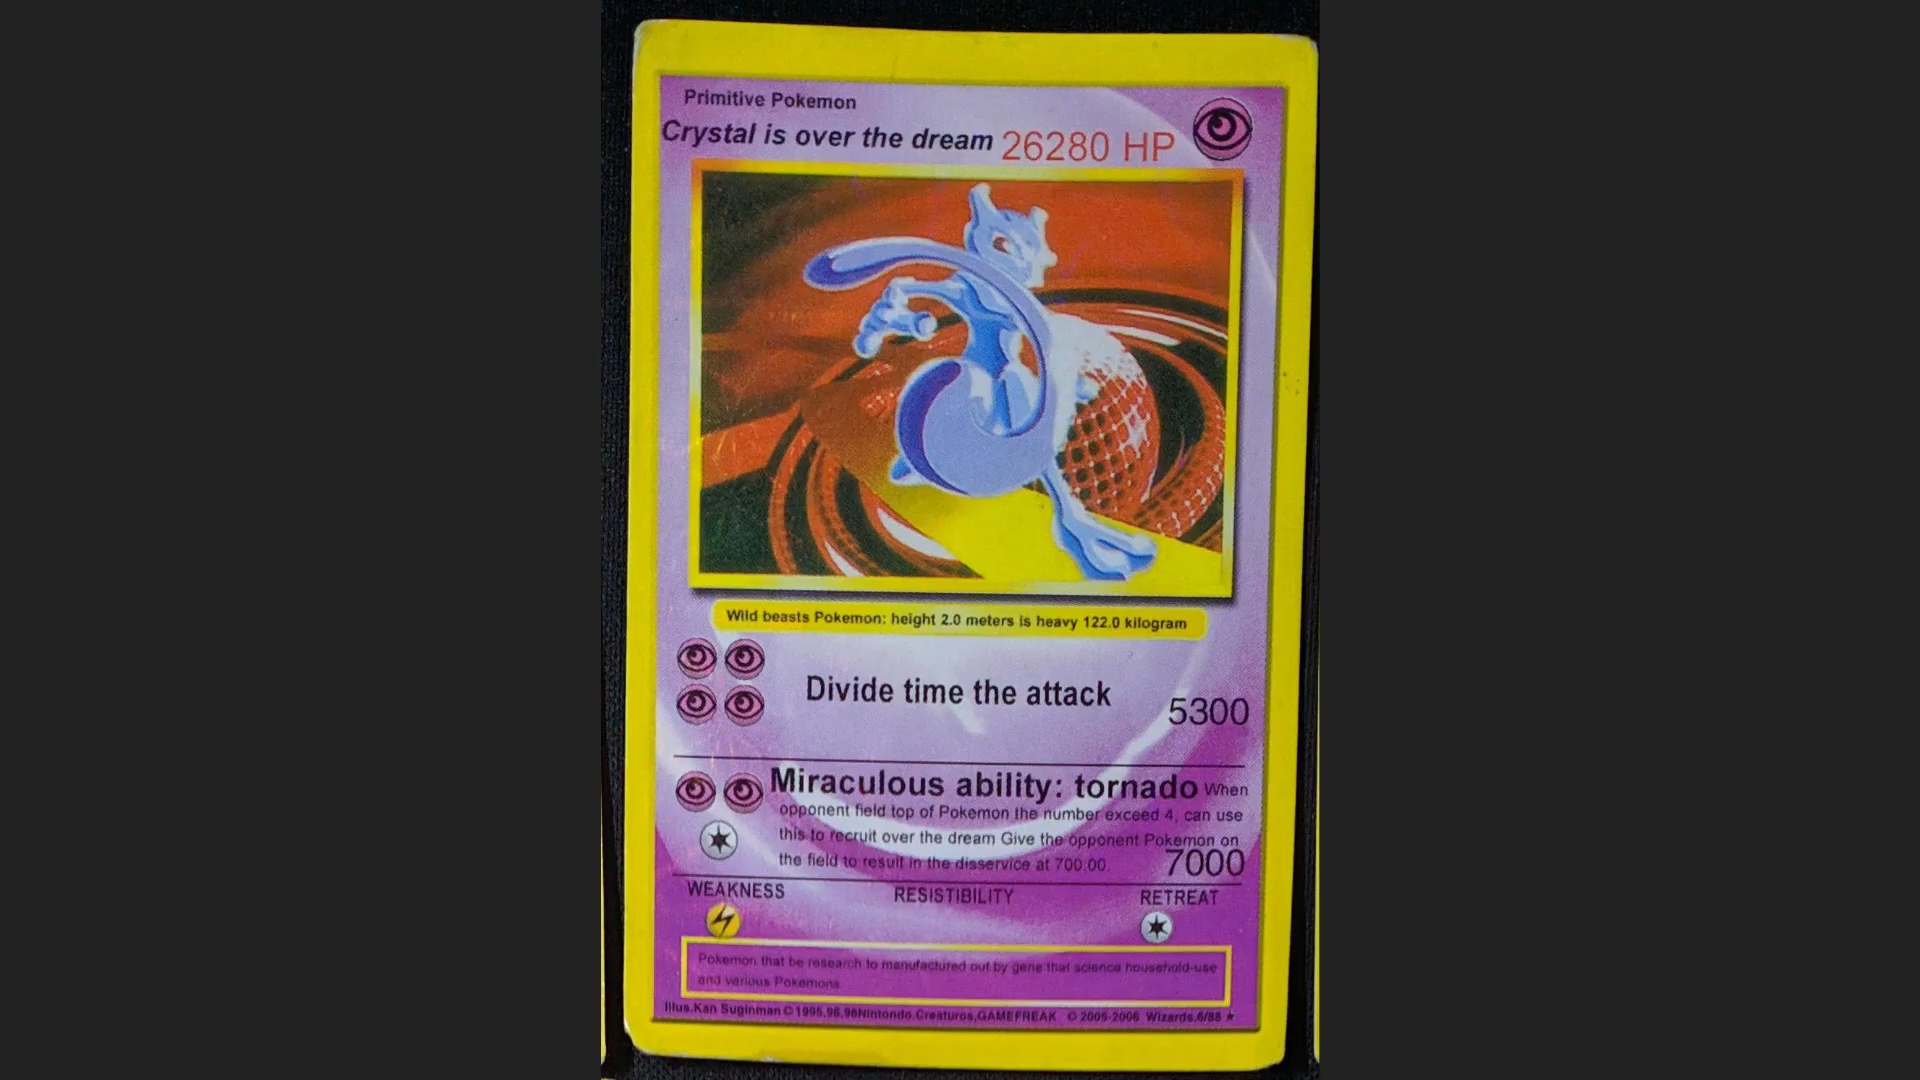 Primitive Pokemon
Crystal is over the dream 26280 HP
Wild beasts Pokemon: height 2.0 meters is heavy 122.0 kilogram
Divide time the attack
5300
Miraculous ability: tornado When
opponent field top of Pokemon the number exceed 4, can use
this to recruit over the dream Give the opponent Pokemon on
the field to result in the disservice at 700.00.
7000
WEAKNESS RESISTIBILITY RETREAT
Pokemon that be research to manufactured out by gene that science household-use
and various Pokemons
Illus.Kan Suginman © 1995,96,98Nintondo.Creaturos,GAMEFREAK © 2005-2006 Wizards.6/88 ★